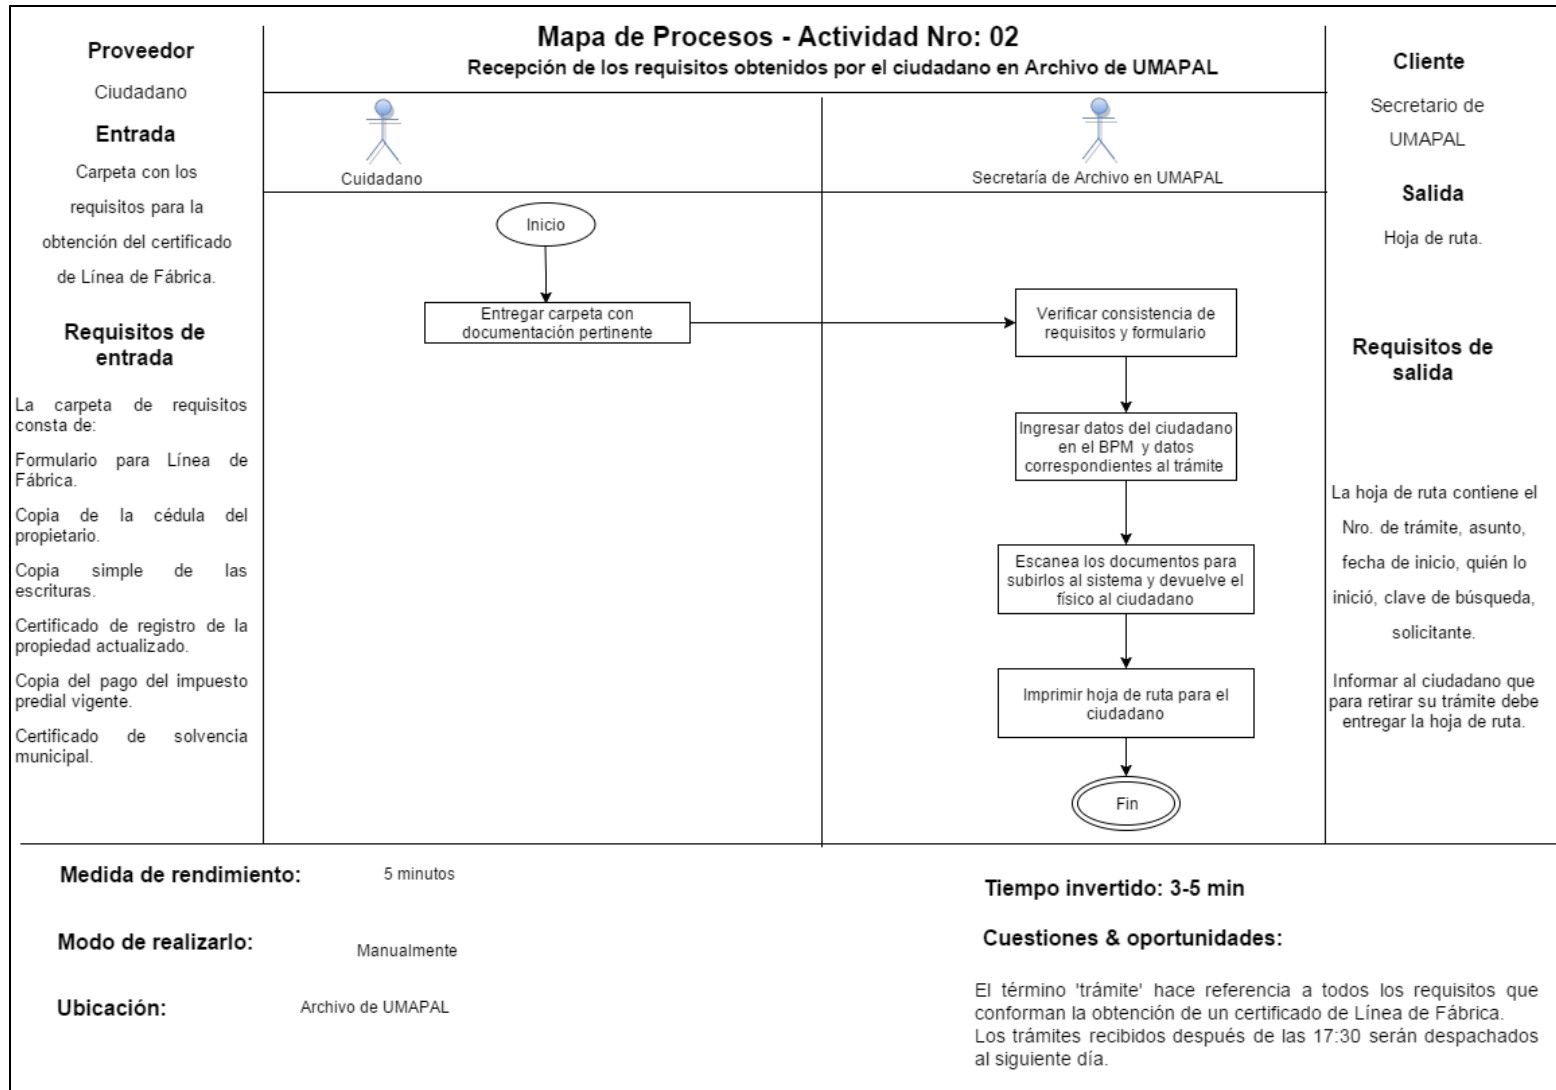 Mapa de Procesos - Actividad Nro: 02
Recepción de los requisitos obtenidos por el ciudadano en Archivo de UMAPAL
Proveedor
Ciudadano
Entrada
Carpeta con los
requisitos para la
obtención del certificado
de Línea de Fábrica.
Requisitos de
entrada
La carpeta de requisitos
consta de:
Formulario para Línea de
Fábrica.
Copia de la cédula del
propietario.
Copia simple de las
escrituras.
Certificado de registro de la
propiedad actualizado.
Copia del pago del impuesto
predial vigente.
Certificado de solvencia
municipal.
Cuidadano
Inicio
Entregar carpeta con
documentación pertinente
Secretaría de Archivo en UMAPAL
Verificar consistencia de
requisitos y formulario
Ingresar datos del ciudadano
en el BPM y datos
correspondientes al trámite
Escanea los documentos para
subirlos al sistema y devuelve el
físico al ciudadano
Imprimir hoja de ruta para el
ciudadano
Fin
Cliente
Secretario de
UMAPAL
Salida
Hoja de ruta.
Requisitos de
salida
La hoja de ruta contiene el
Nro. de trámite, asunto,
fecha de inicio, quién lo
inició, clave de búsqueda,
solicitante.
Informar al ciudadano que
para retirar su trámite debe
entregar la hoja de ruta.
Medida de rendimiento: 5 minutos
Modo de realizarlo: Manualmente
Ubicación: Archivo de UMAPAL
Tiempo invertido: 3-5 min
Cuestiones & oportunidades:
El término 'trámite' hace referencia a todos los requisitos que
conforman la obtención de un certificado de Línea de Fábrica.
Los trámites recibidos después de las 17:30 serán despachados
al siguiente día.